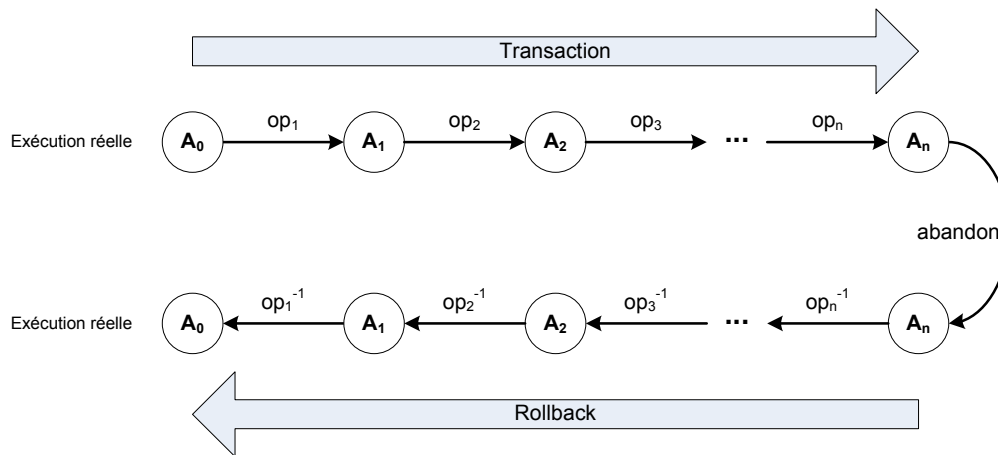 Transaction
Exécution réelle A₀ op₁ A₁ op₂ A₂ op₃ ... opₙ Aₙ
abandon
Exécution réelle A₀ op₁⁻¹ A₁ op₂⁻¹ A₂ op₃⁻¹ ... opₙ⁻¹ Aₙ
Rollback